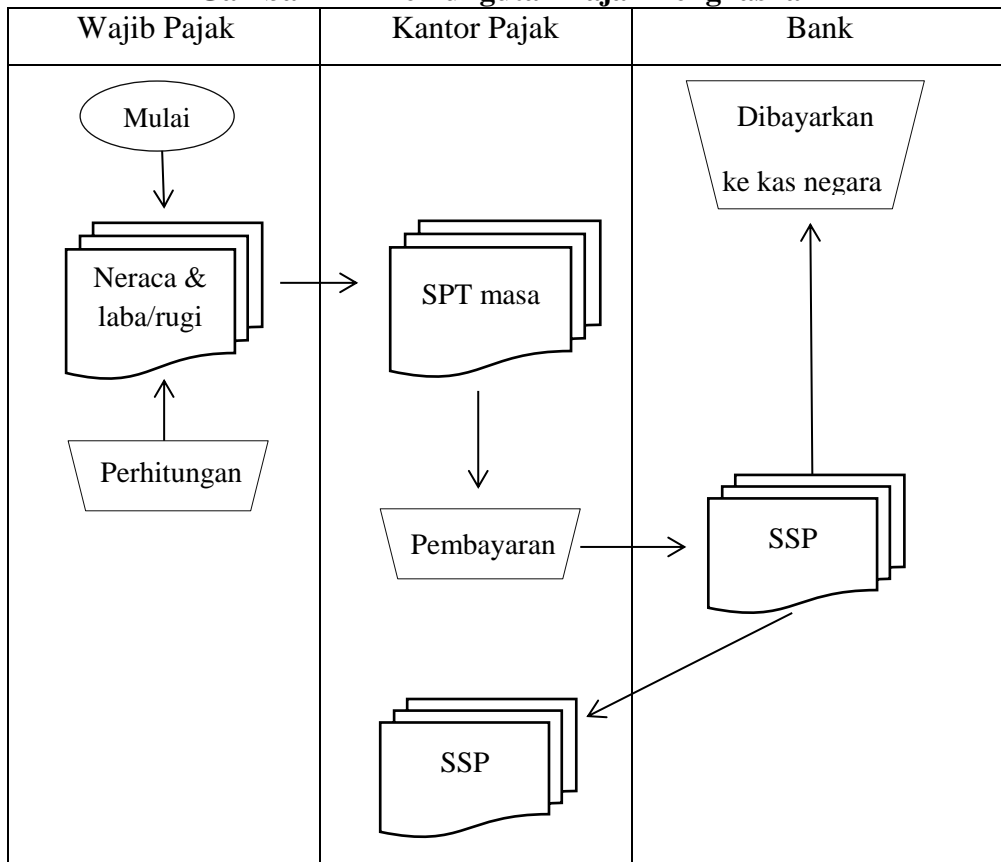 Wajib Pajak
Kantor Pajak
Bank
Mulai
Dibayarkan
ke kas negara
Neraca &
laba/rugi
SPT masa
Perhitungan
Pembayaran
SSP
SSP